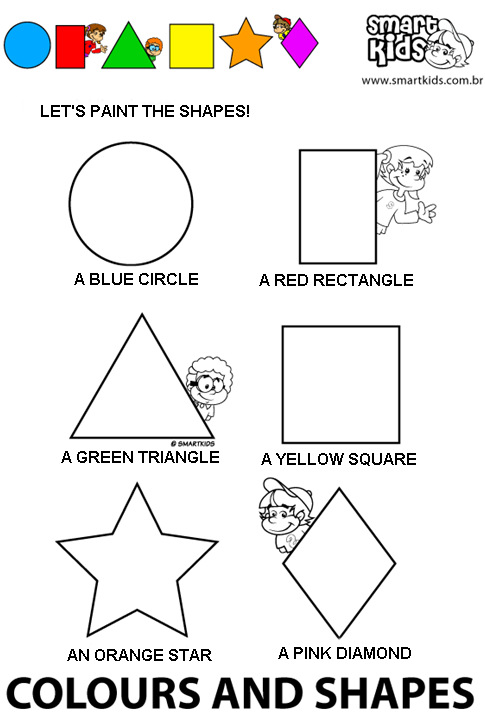 smart
kids
www.smartkids.com.br
LET'S PAINT THE SHAPES!
A BLUE CIRCLE
A RED RECTANGLE
© SMARTKIDS
A GREEN TRIANGLE
A YELLOW SQUARE
AN ORANGE STAR
A PINK DIAMOND
COLOURS AND SHAPES